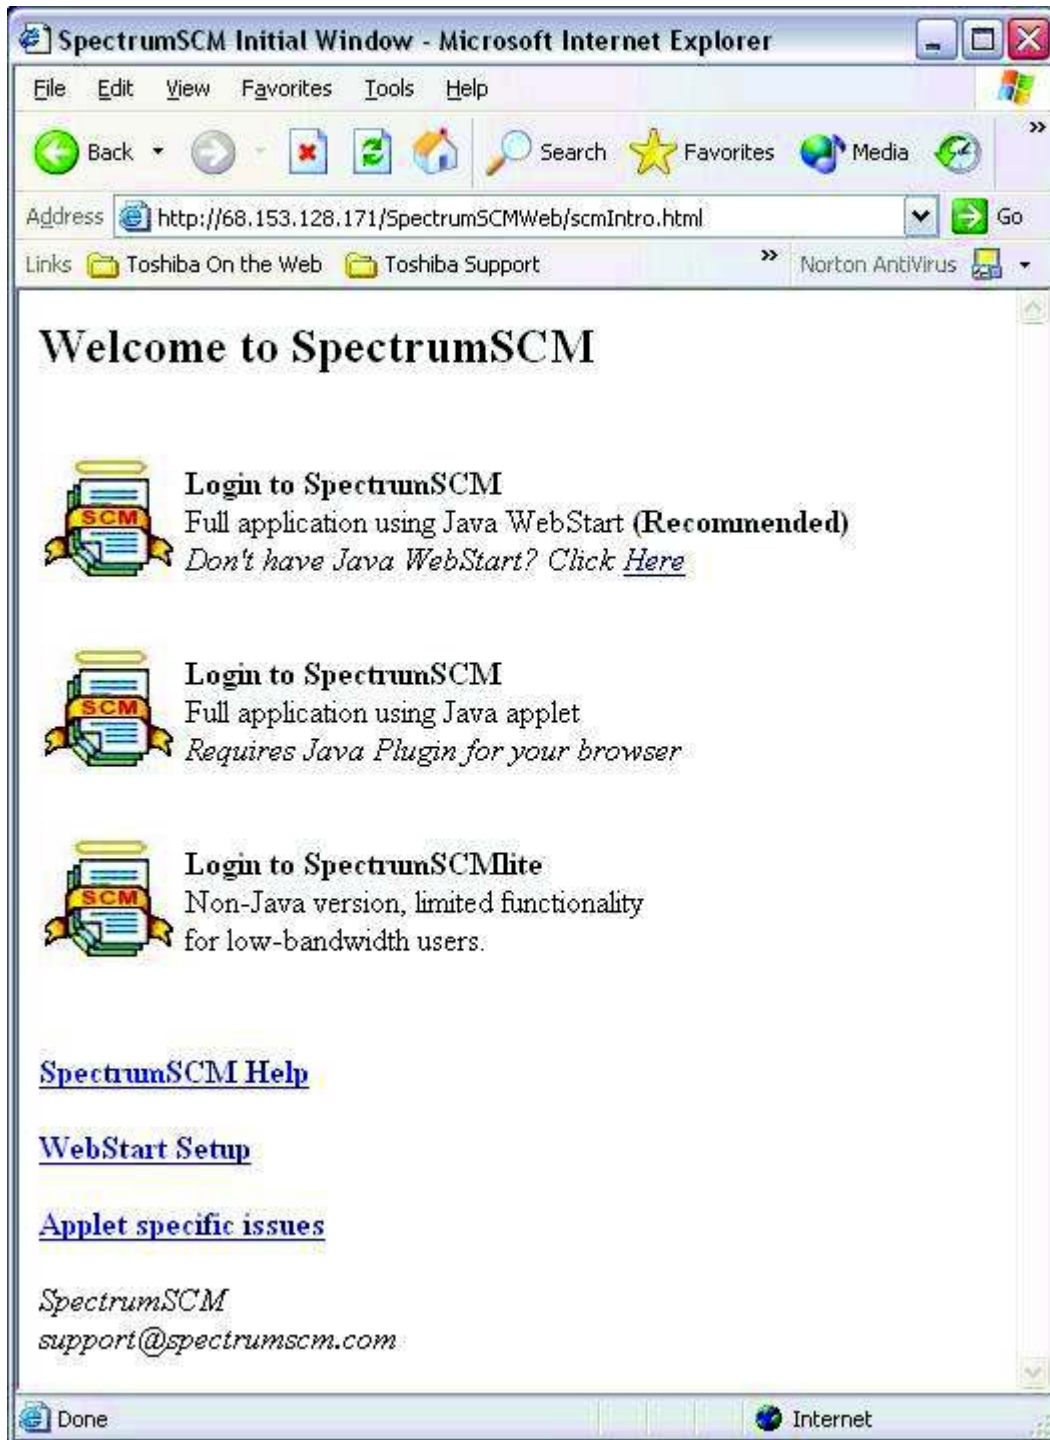 SpectrumSCM Initial Window - Microsoft Internet Explorer
File Edit View Favorites Tools Help
Back Search Favorites Media »
Address http://68.153.128.171/SpectrumSCMWeb/scmIntro.html Go
Links Toshiba On the Web Toshiba Support » Norton AntiVirus
Welcome to SpectrumSCM
SCM
Login to SpectrumSCM
Full application using Java WebStart (Recommended)
Don't have Java WebStart? Click Here
SCM
Login to SpectrumSCM
Full application using Java applet
Requires Java Plugin for your browser
SCM
Login to SpectrumSCMlite
Non-Java version, limited functionality
for low-bandwidth users.
SpectrumSCM Help
WebStart Setup
Applet specific issues
SpectrumSCM
support@spectrumscm.com
Done Internet